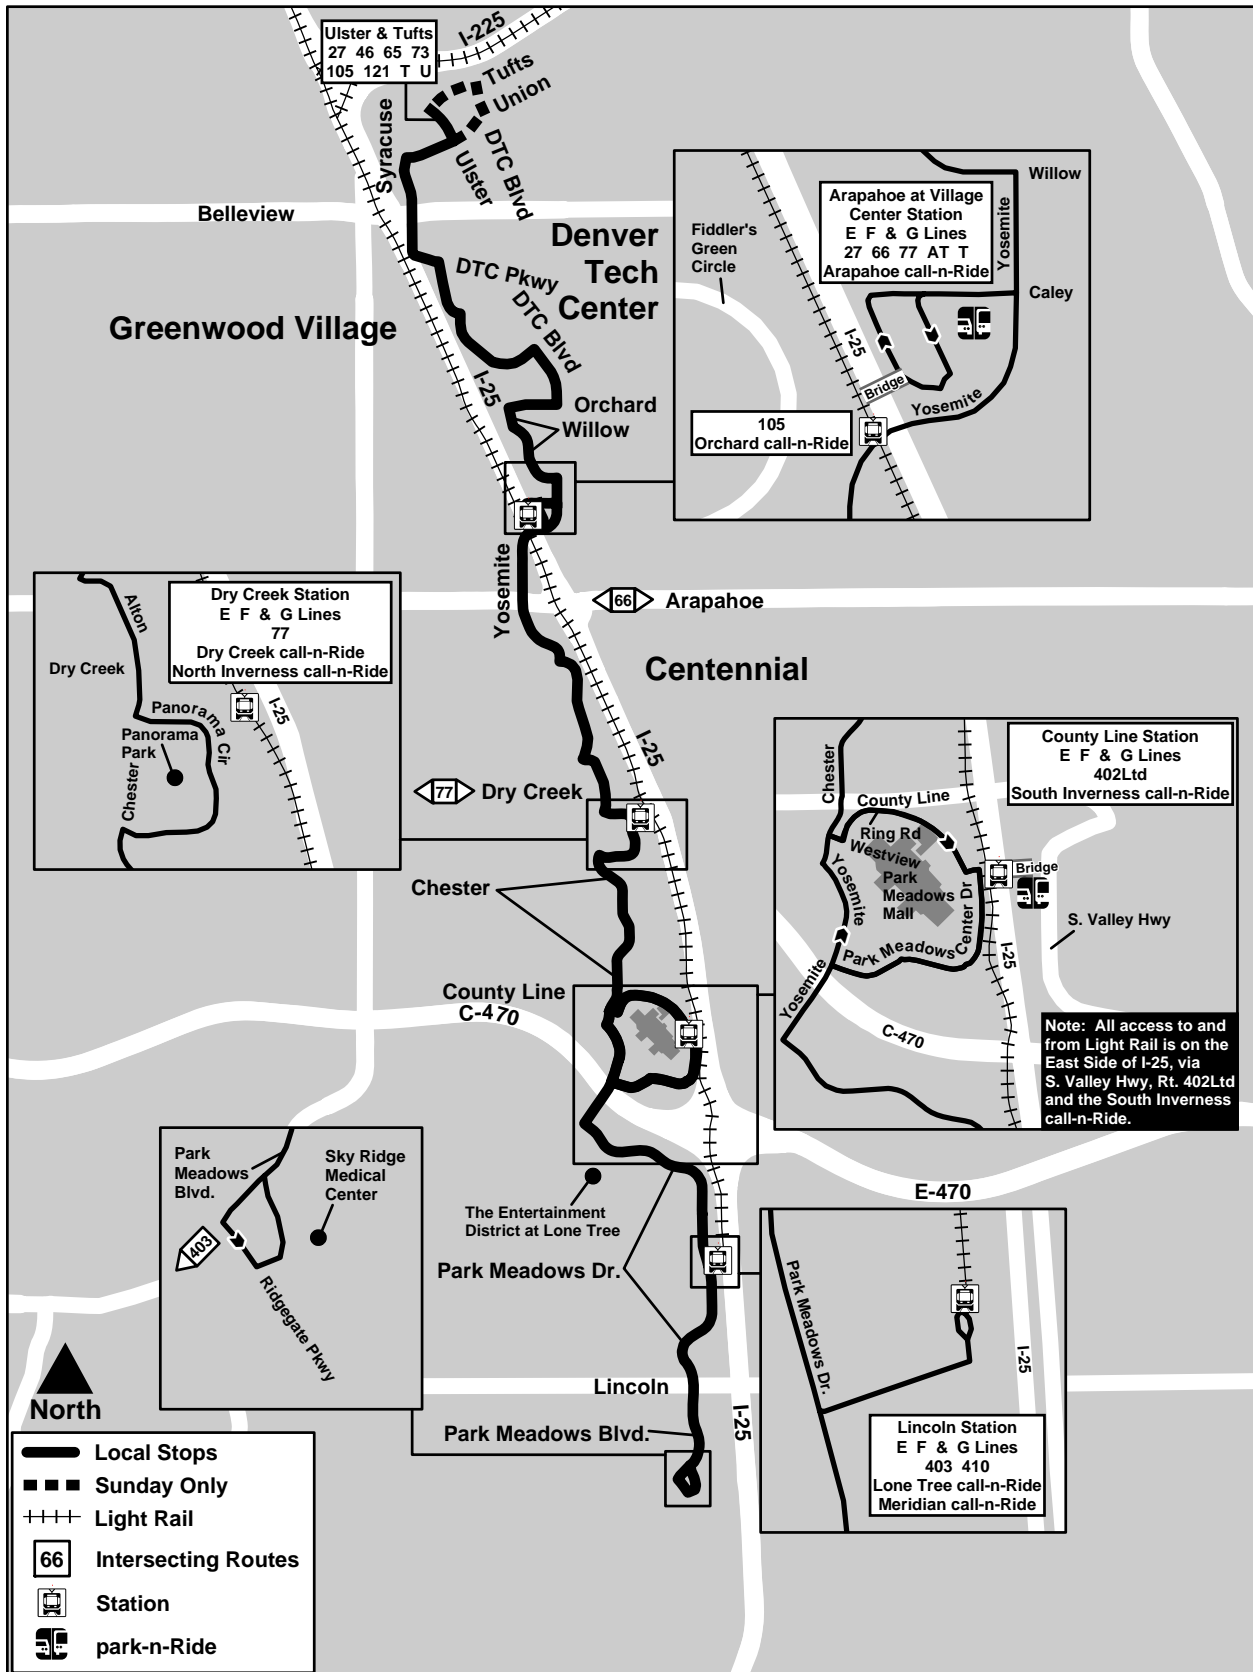 Ulster & Tufts
27 46 65 73
105 121 T U
I-225
Tufts
Union
Syracuse
DTC Blvd
Ulster
Belleview
Denver
Tech
Center
DTC Pkwy
DTC Blvd
Greenwood Village
I-25
Orchard
Willow
Willow
Arapahoe at Village
Center Station
E F & G Lines
27 66 77 AT T
Arapahoe call-n-Ride
Yosemite
Fiddler's
Green
Circle
Caley
I-25
Bridge
Yosemite
105
Orchard call-n-Ride
Yosemite
66
Arapahoe
Centennial
I-25
Alton
Dry Creek Station
E F & G Lines
77
Dry Creek call-n-Ride
North Inverness call-n-Ride
Dry Creek
Panorama Cir
I-25
Panorama
Park
Chester
77
Dry Creek
Chester
County Line Station
E F & G Lines
402Ltd
South Inverness call-n-Ride
Chester
County Line
Ring Rd
Westview
Park
Meadows
Mall
Yosemite
Center Dr
Bridge
S. Valley Hwy
Park Meadows
I-25
Yosemite
C-470
Note: All access to and
from Light Rail is on the
East Side of I-25, via
S. Valley Hwy, Rt. 402Ltd
and the South Inverness
call-n-Ride.
County Line
C-470
Park
Meadows
Blvd.
Sky Ridge
Medical
Center
403
Ridgegate Pkwy
The Entertainment
District at Lone Tree
E-470
Park Meadows Dr.
Park Meadows Dr.
I-25
Lincoln Station
E F & G Lines
403 410
Lone Tree call-n-Ride
Meridian call-n-Ride
Lincoln
I-25
Park Meadows Blvd.
North
Local Stops
Sunday Only
Light Rail
66
Intersecting Routes
Station
park-n-Ride